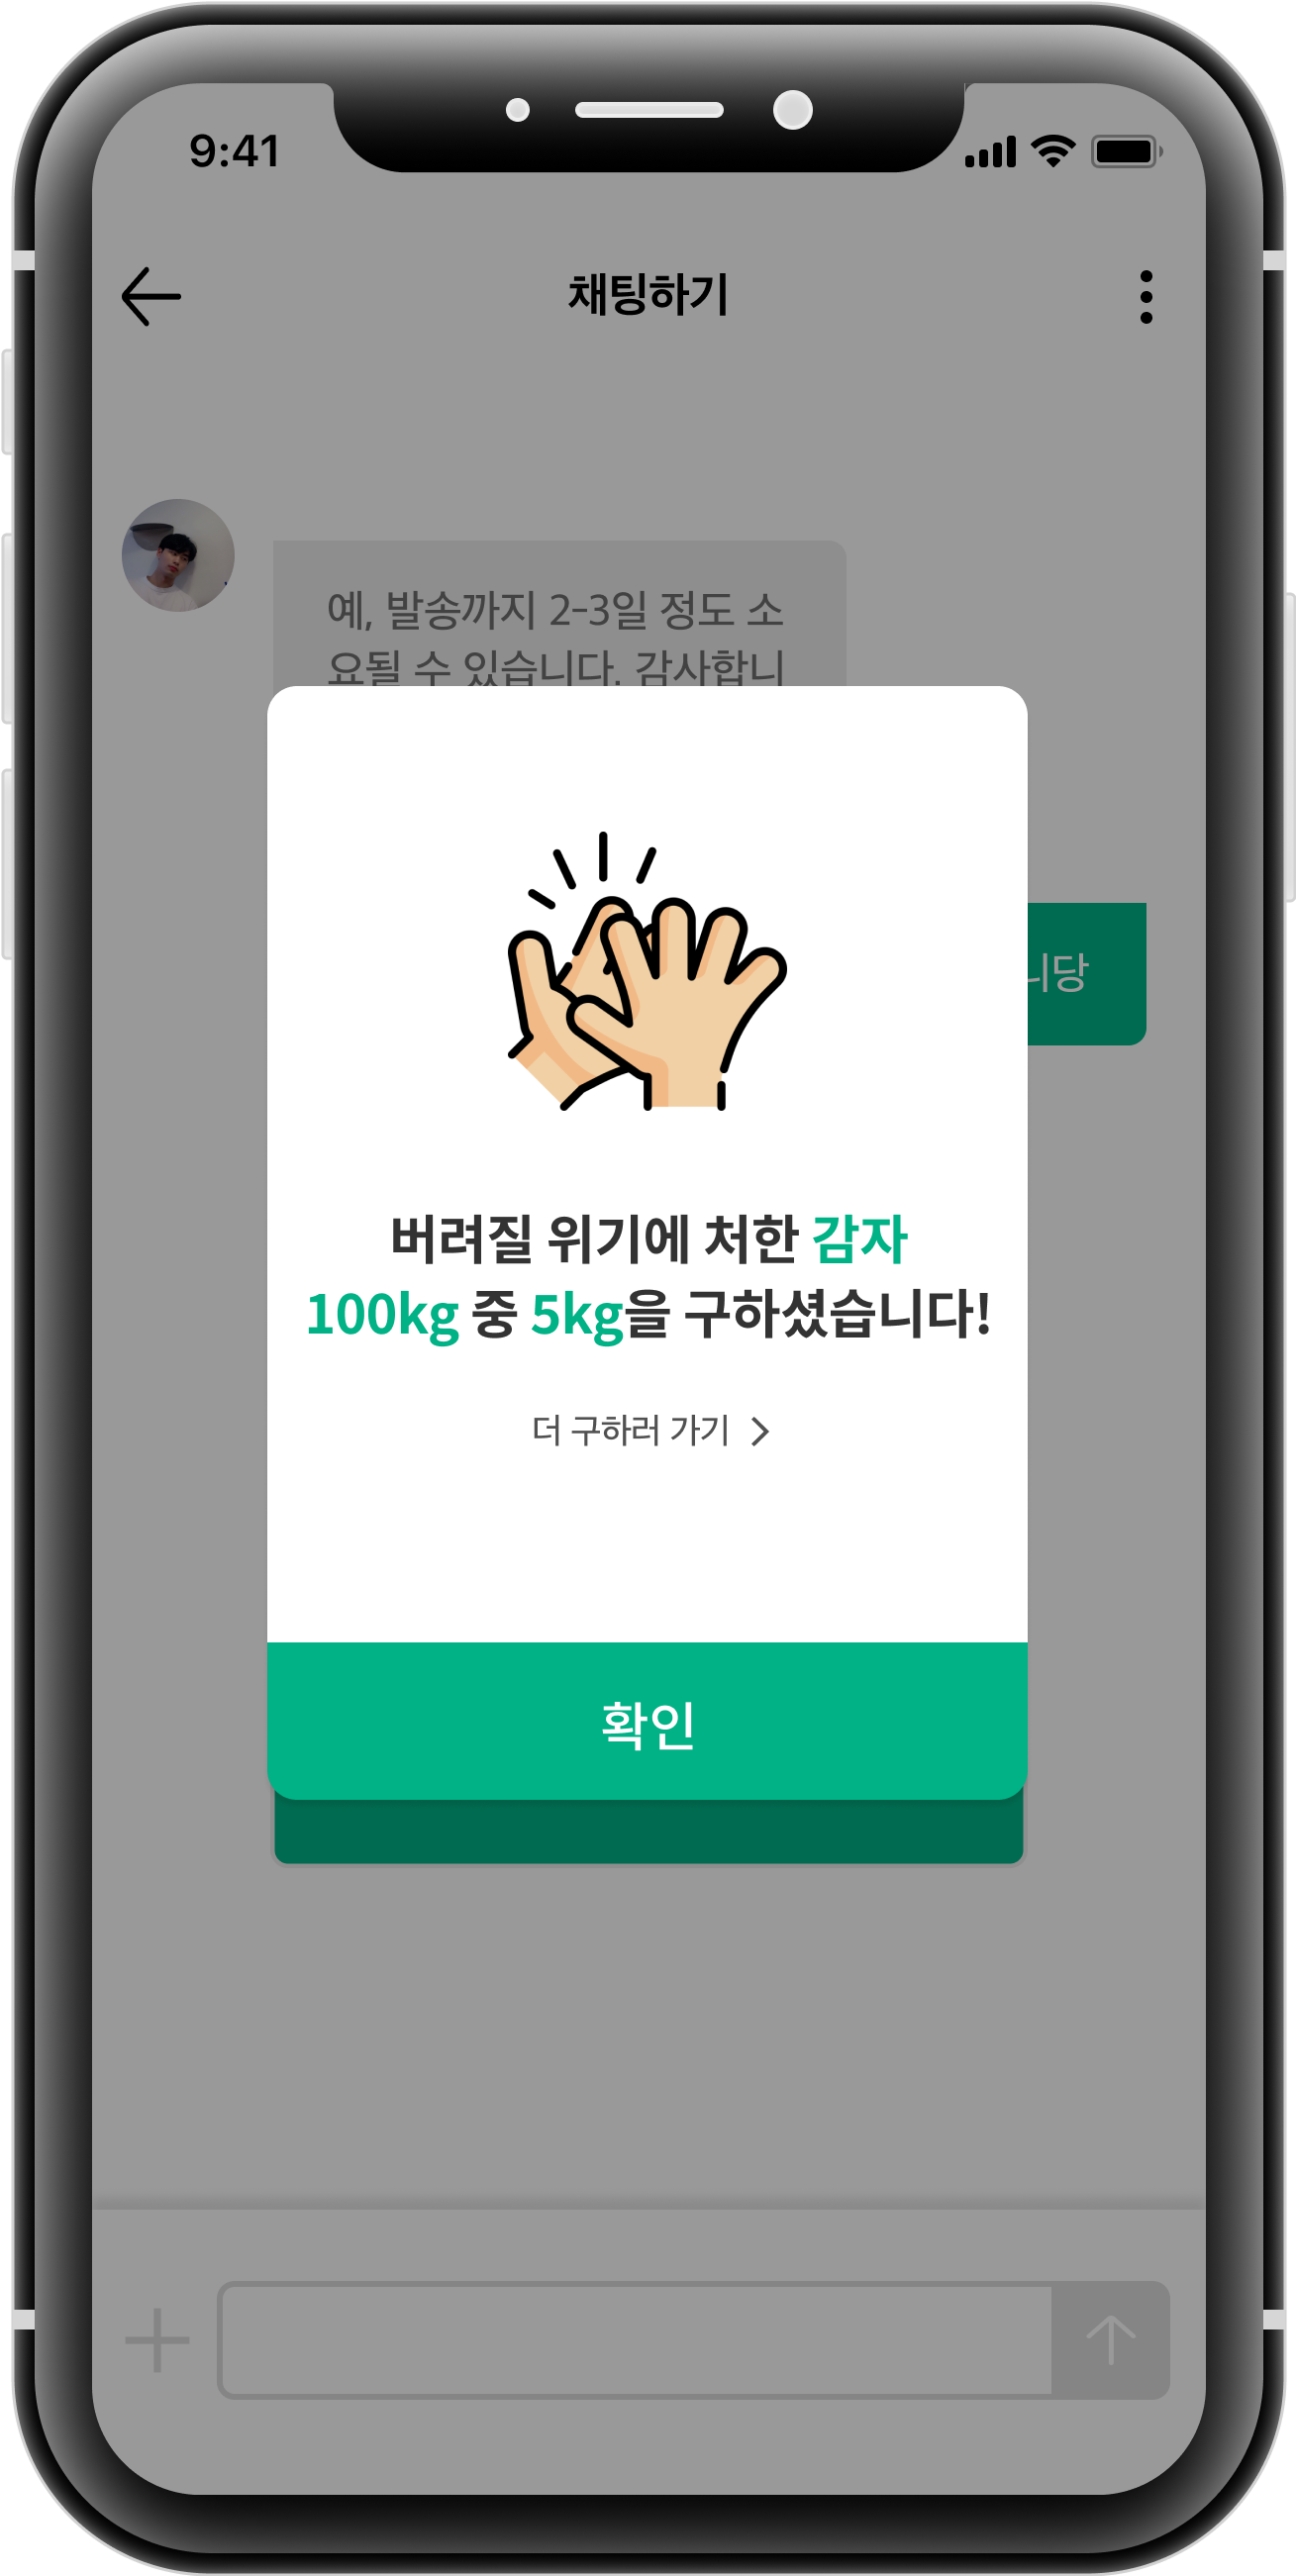 9:41
채팅하기
예, 발송까지 2-3일 정도 소
요될 수 있습니다. 감사합니
니당
버려질 위기에 처한 감자
100kg 중 5kg을 구하셨습니다!
더 구하러 가기
확인